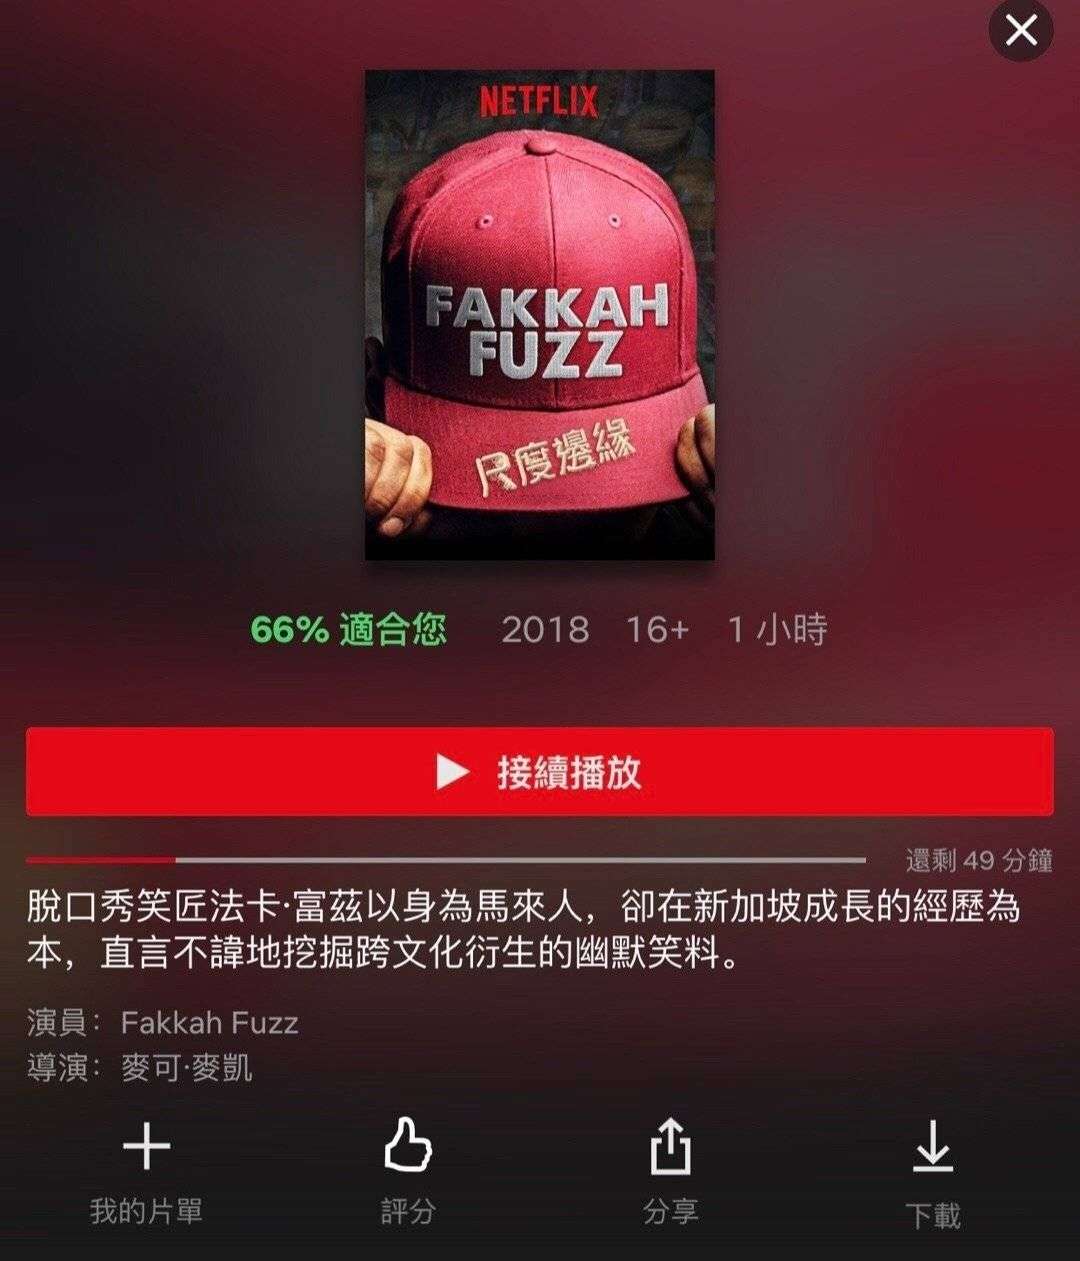 NETFLIX
FAKKAH
FUZZ
尺度邊緣
66% 適合您 2018 16+ 1 小時
接續播放
還剩 49 分鐘
脫口秀笑匠法卡·富茲以身為馬來人，卻在新加坡成長的經歷為
本，直言不諱地挖掘跨文化衍生的幽默笑料。
演員：Fakkah Fuzz
導演：麥可·麥凱
我的片單 評分 分享 下載